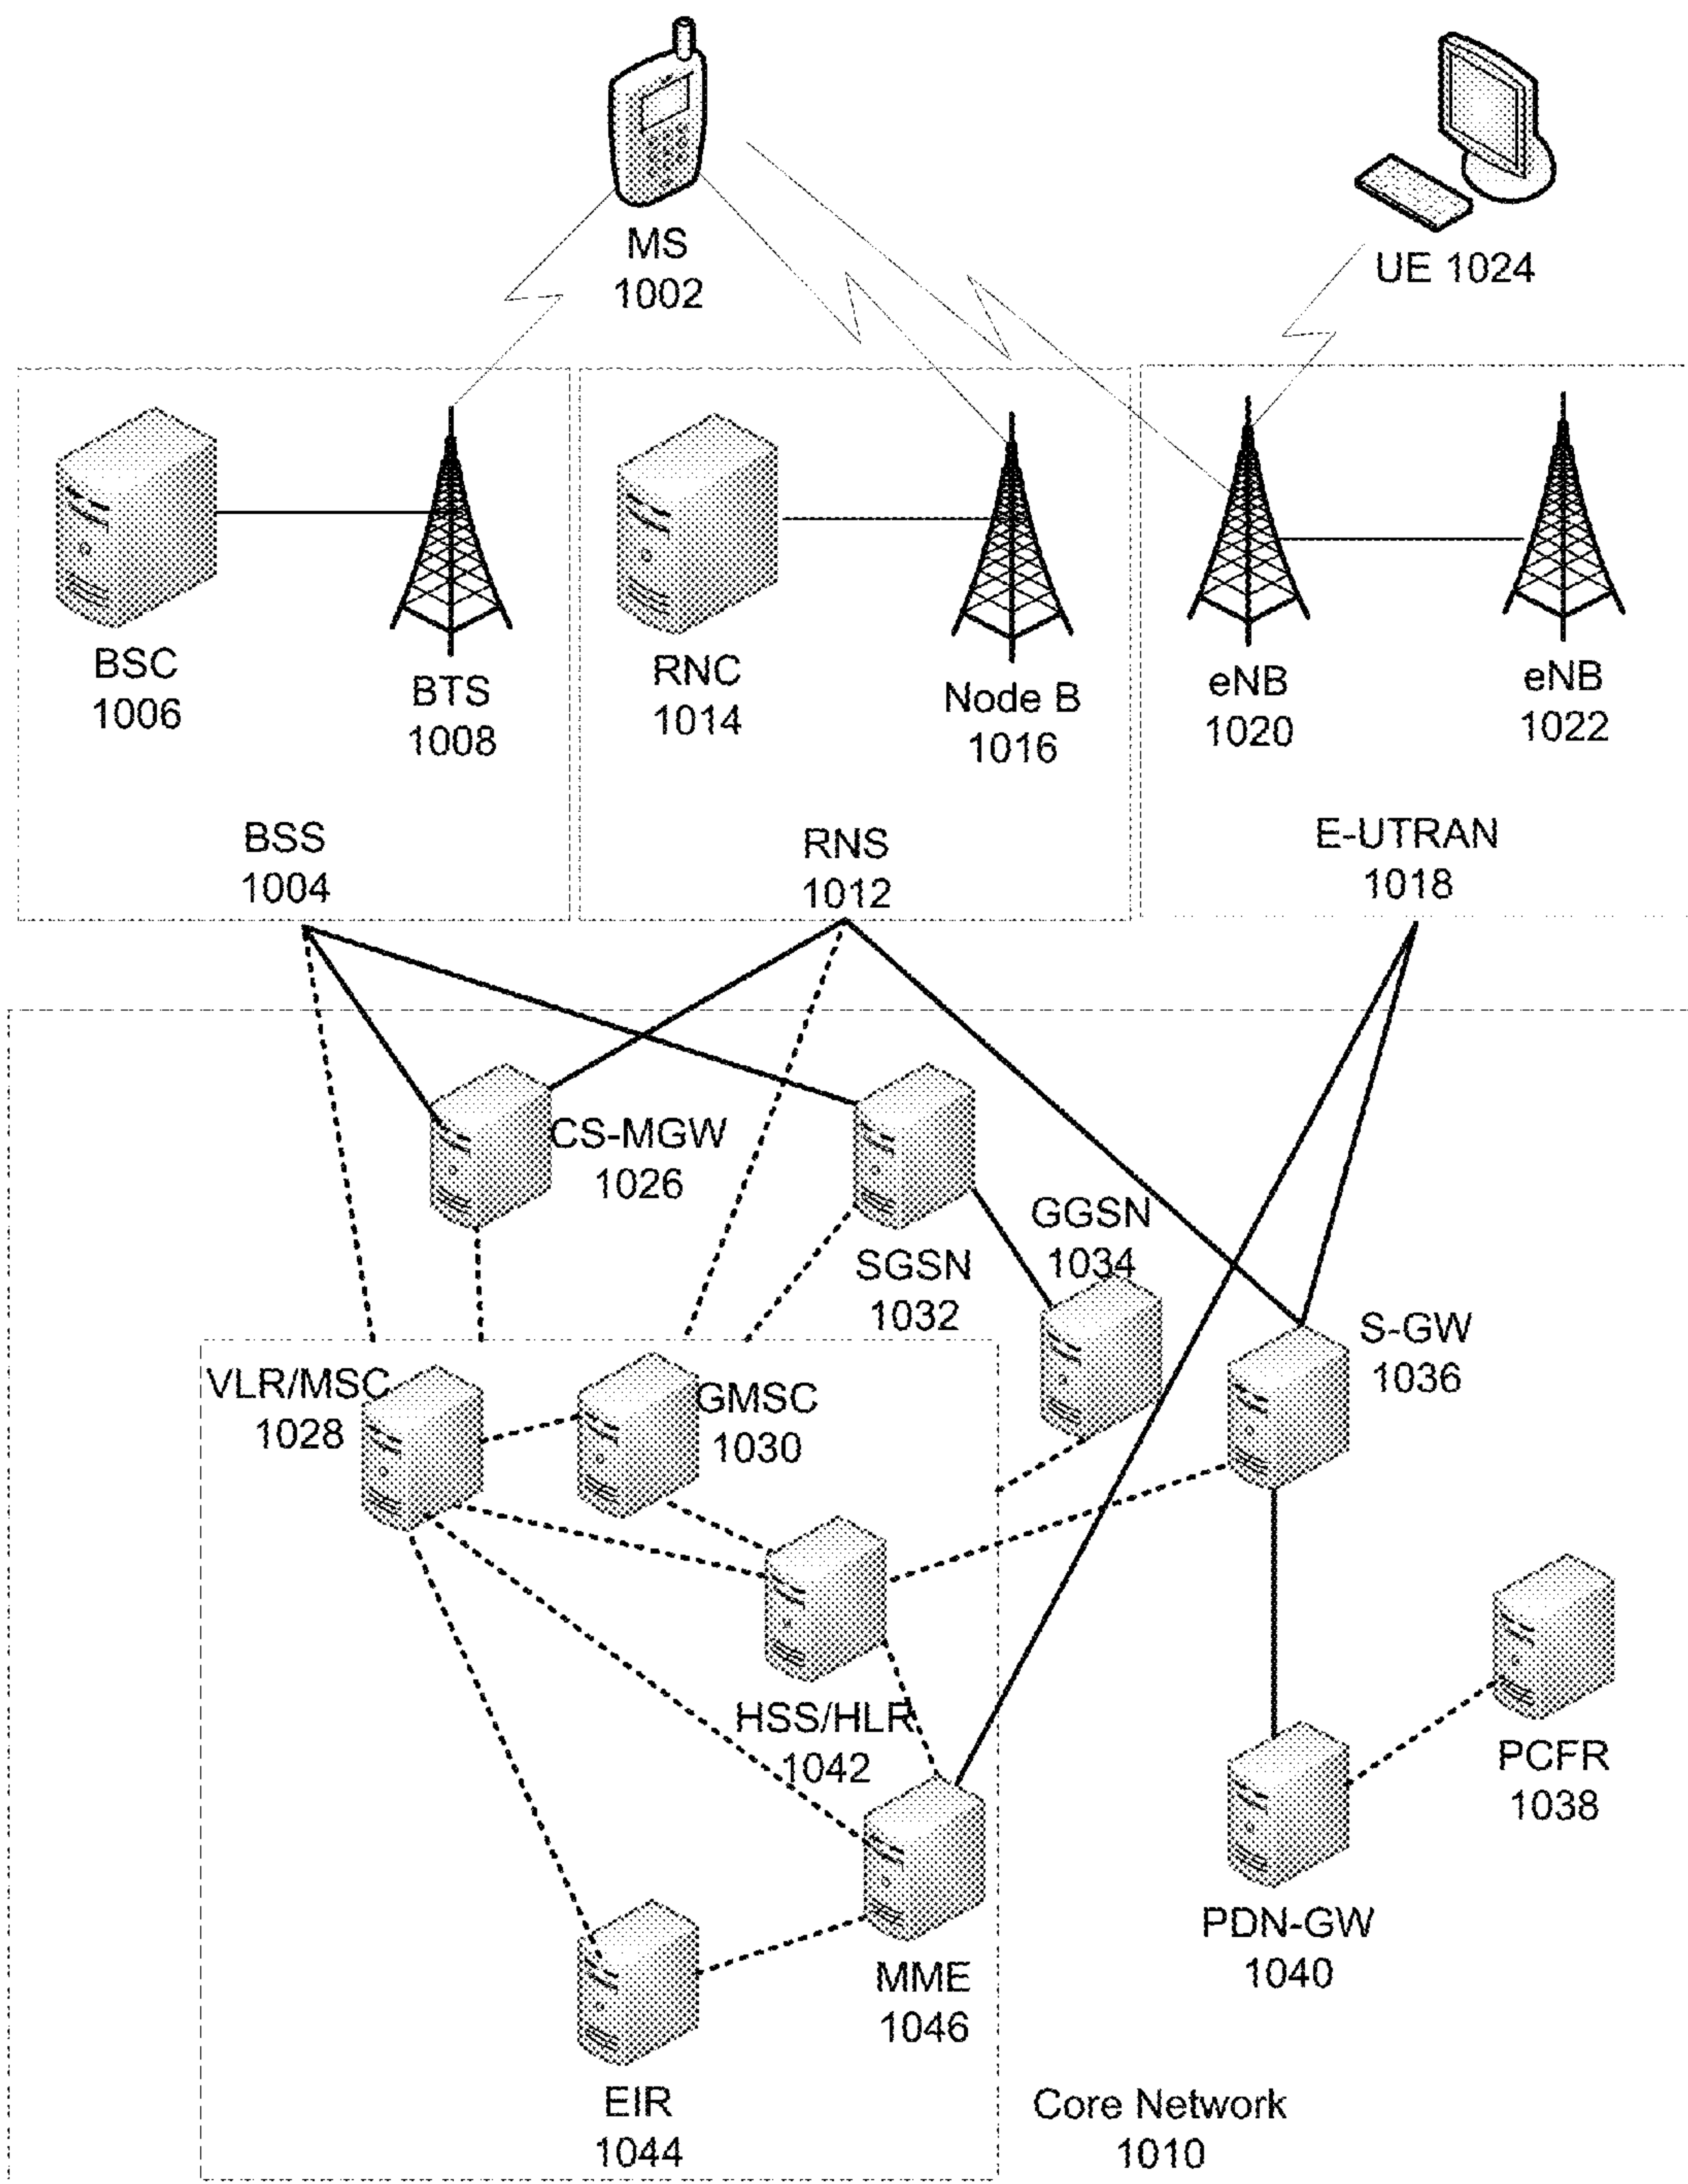 MS
1002
UE 1024
BSC
1006
BTS
1008
RNC
1014
Node B
1016
eNB
1020
eNB
1022
BSS
1004
RNS
1012
E-UTRAN
1018
CS-MGW
1026
SGSN
1032
GGSN
1034
S-GW
1036
VLR/MSC
1028
GMSC
1030
HSS/HLR
1042
PCFR
1038
PDN-GW
1040
MME
1046
EIR
1044
Core Network
1010